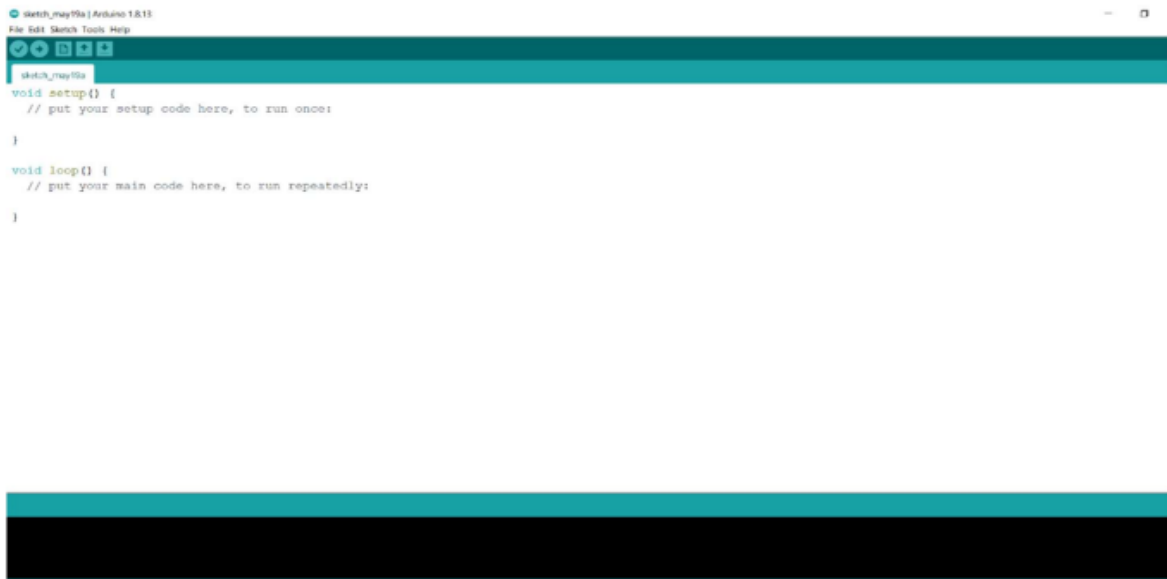 sketch_may19a | Arduino 1.8.13
File Edit Sketch Tools Help
sketch_may19a
void setup() {
  // put your setup code here, to run once:
}
void loop() {
  // put your main code here, to run repeatedly:
}